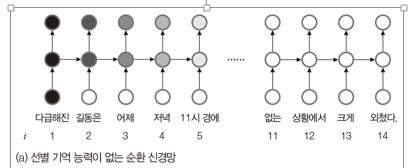 다급해진 길동은 어제 저녁 11시 경에 …… 없는 상황에서 크게 외쳤다.
i 1 2 3 4 5 11 12 13 14
(a) 선별 기억 능력이 없는 순환 신경망